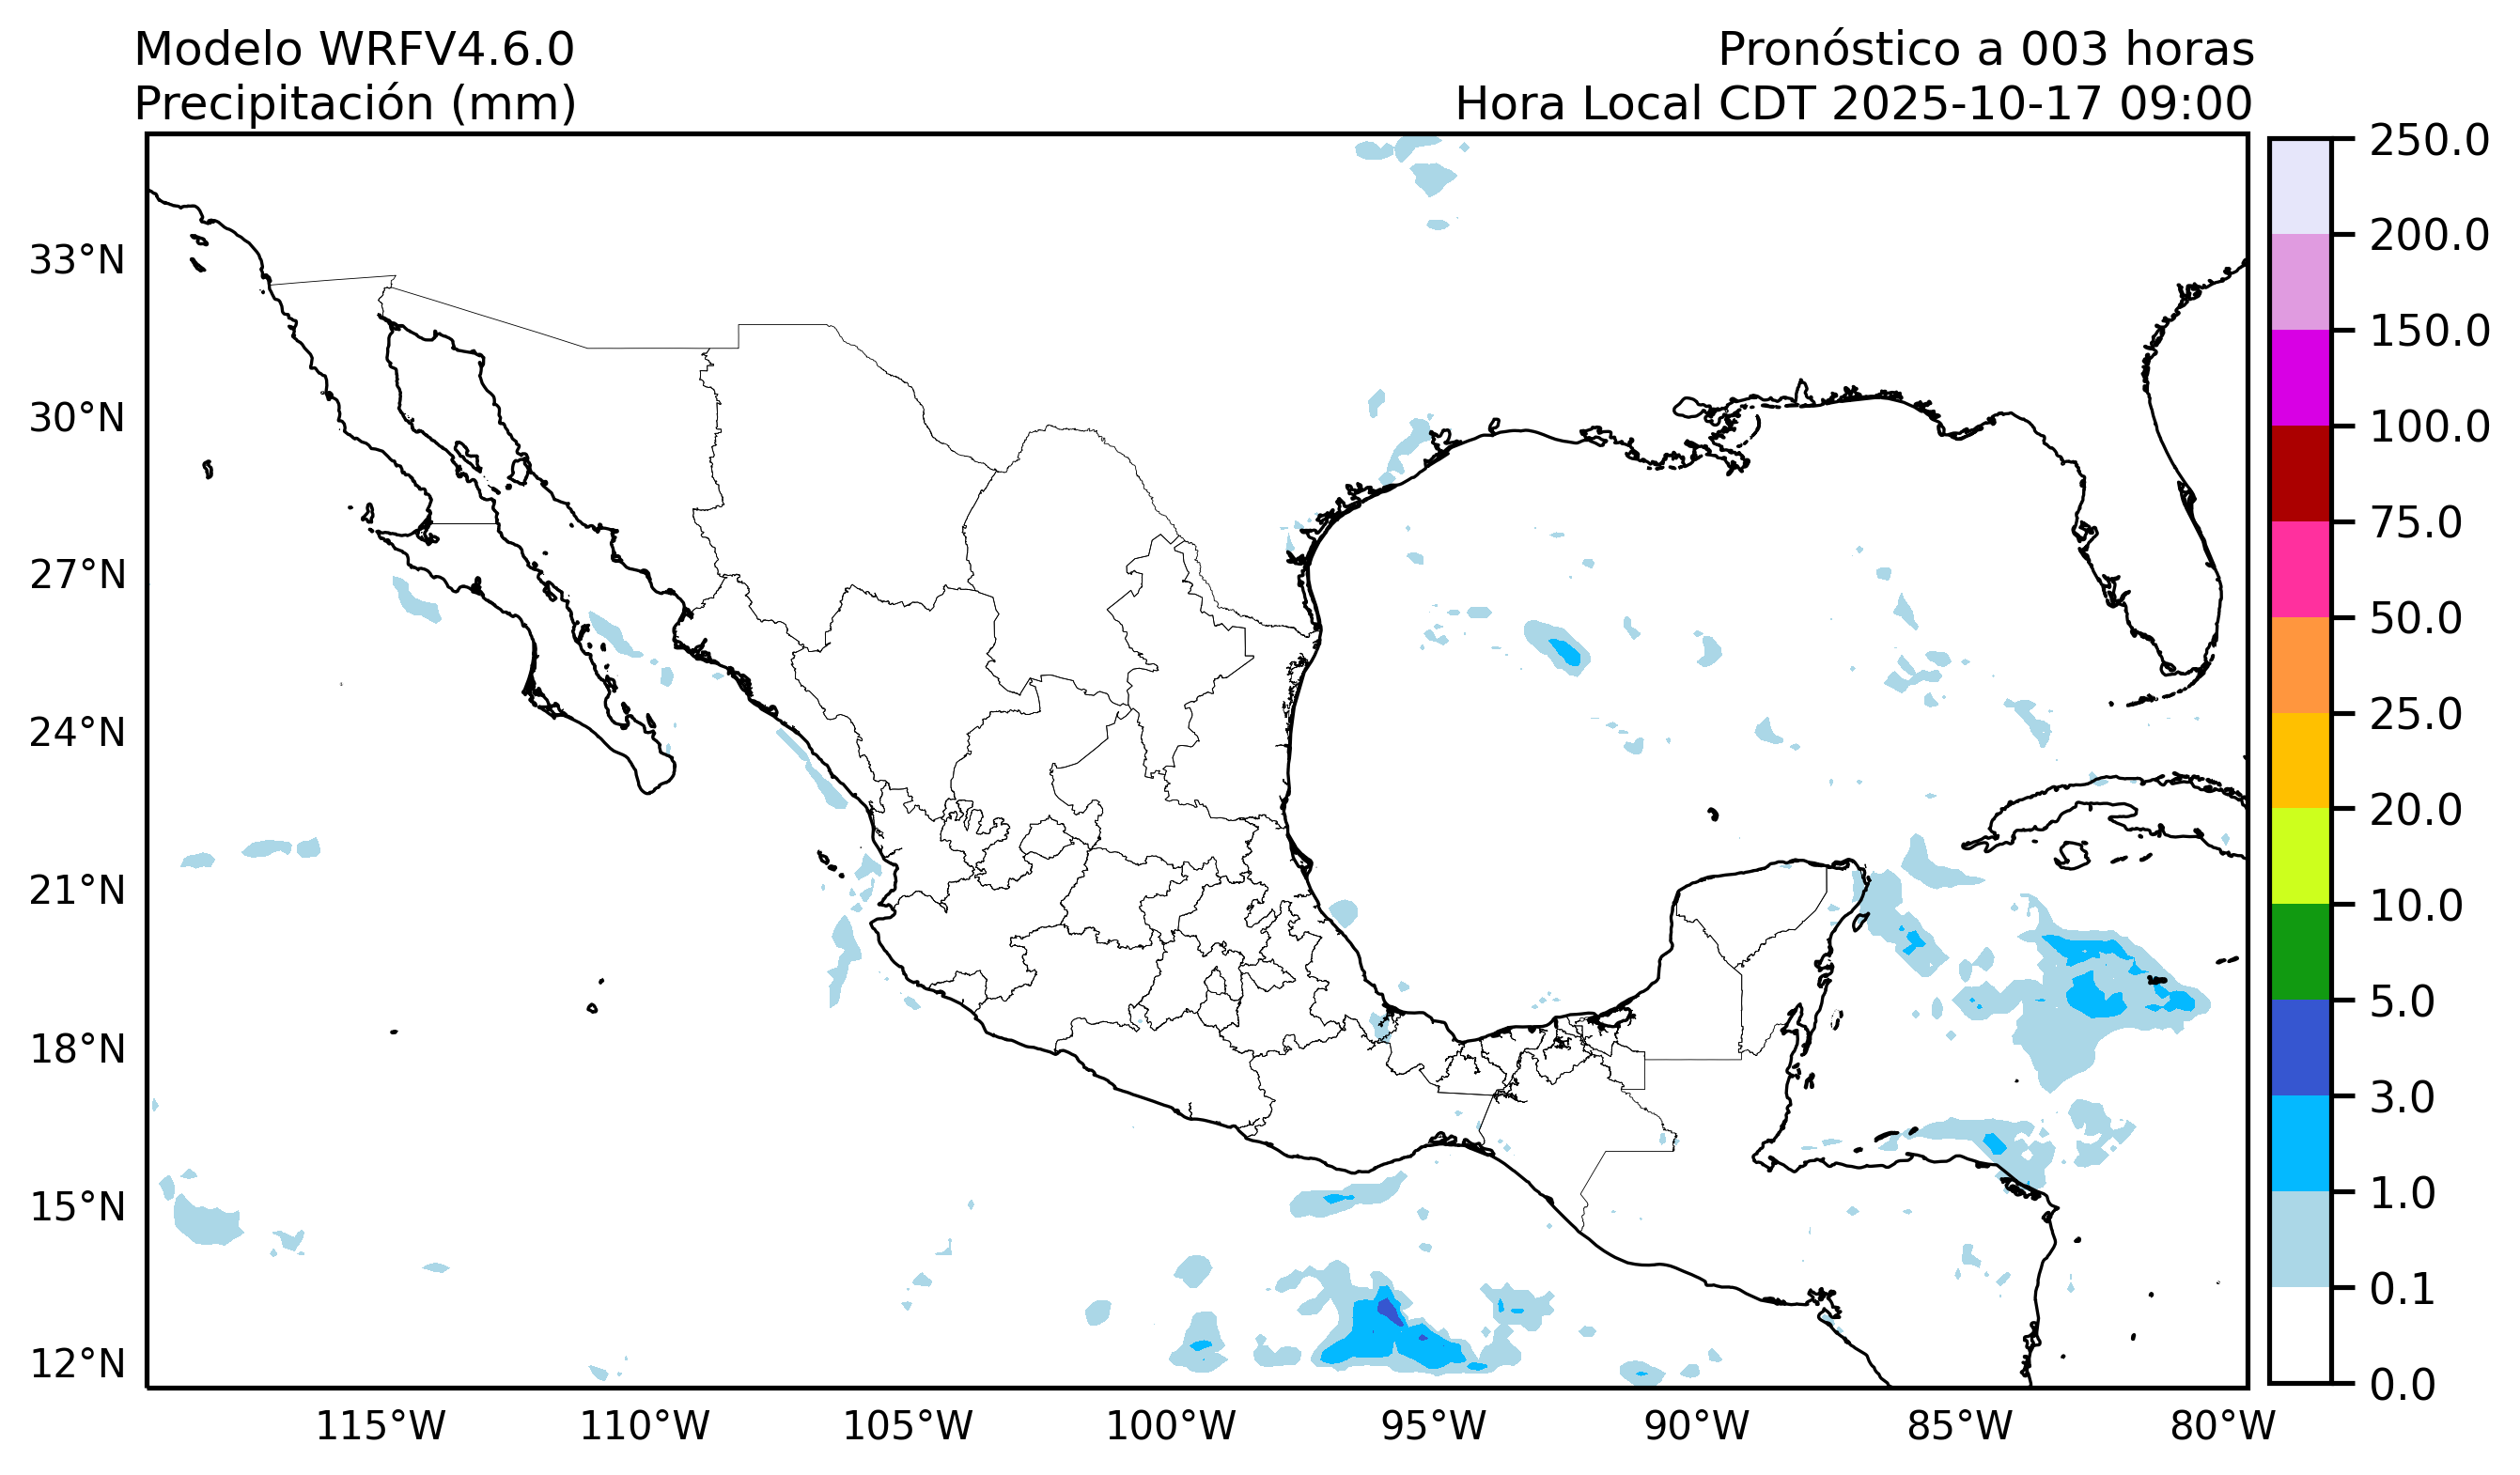 Modelo WRFV4.6.0
Precipitación (mm)
Pronóstico a 003 horas
Hora Local CDT 2025-10-17 09:00
33°N
30°N
27°N
24°N
21°N
18°N
15°N
12°N
115°W
110°W
105°W
100°W
95°W
90°W
85°W
80°W
250.0
200.0
150.0
100.0
75.0
50.0
25.0
20.0
10.0
5.0
3.0
1.0
0.1
0.0